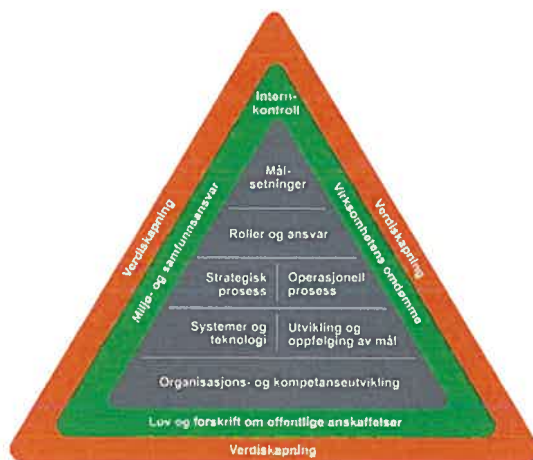 Intern-
kontroll
Mål-
setninger
Roller og ansvar
Strategisk
prosess
Operasjonell
prosess
Systemer og
teknologi
Utvikling og
oppfølging av mål
Organisasjons- og kompetanseutvikling
Lov og forskrift om offentlige anskaffelser
Verdiskapning
Verdiskapning
Miljø- og samfunnsansvar
Virksomhetens omdømme
Verdiskapning